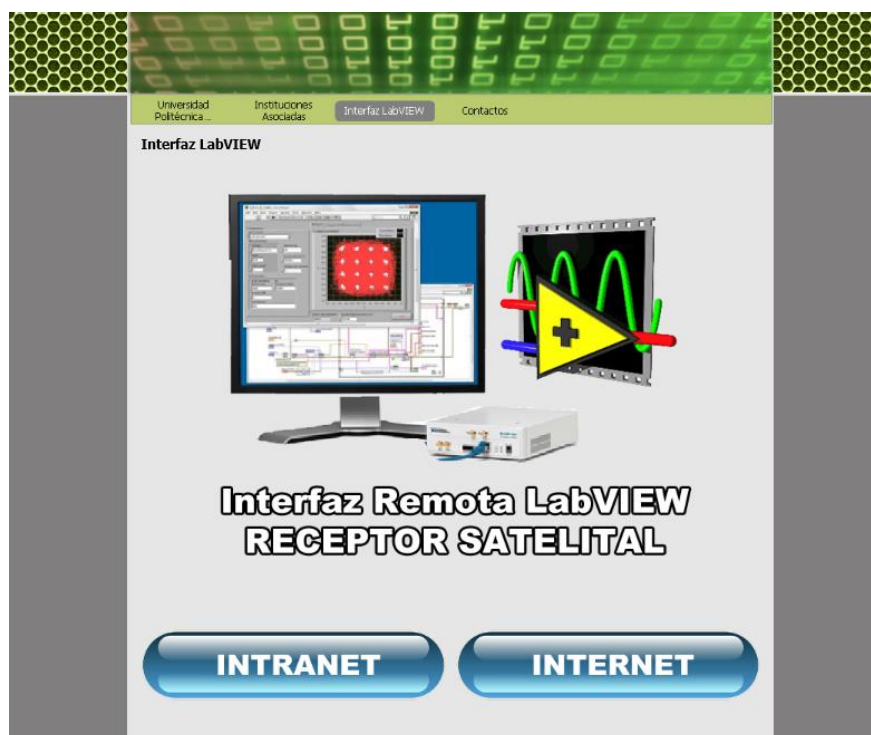 Universidad
Politécnica ...
Instituciones
Asociadas
Interfaz LabVIEW
Contactos
Interfaz LabVIEW
Interfaz Remota LabVIEW
RECEPTOR SATELITAL
INTRANET
INTERNET